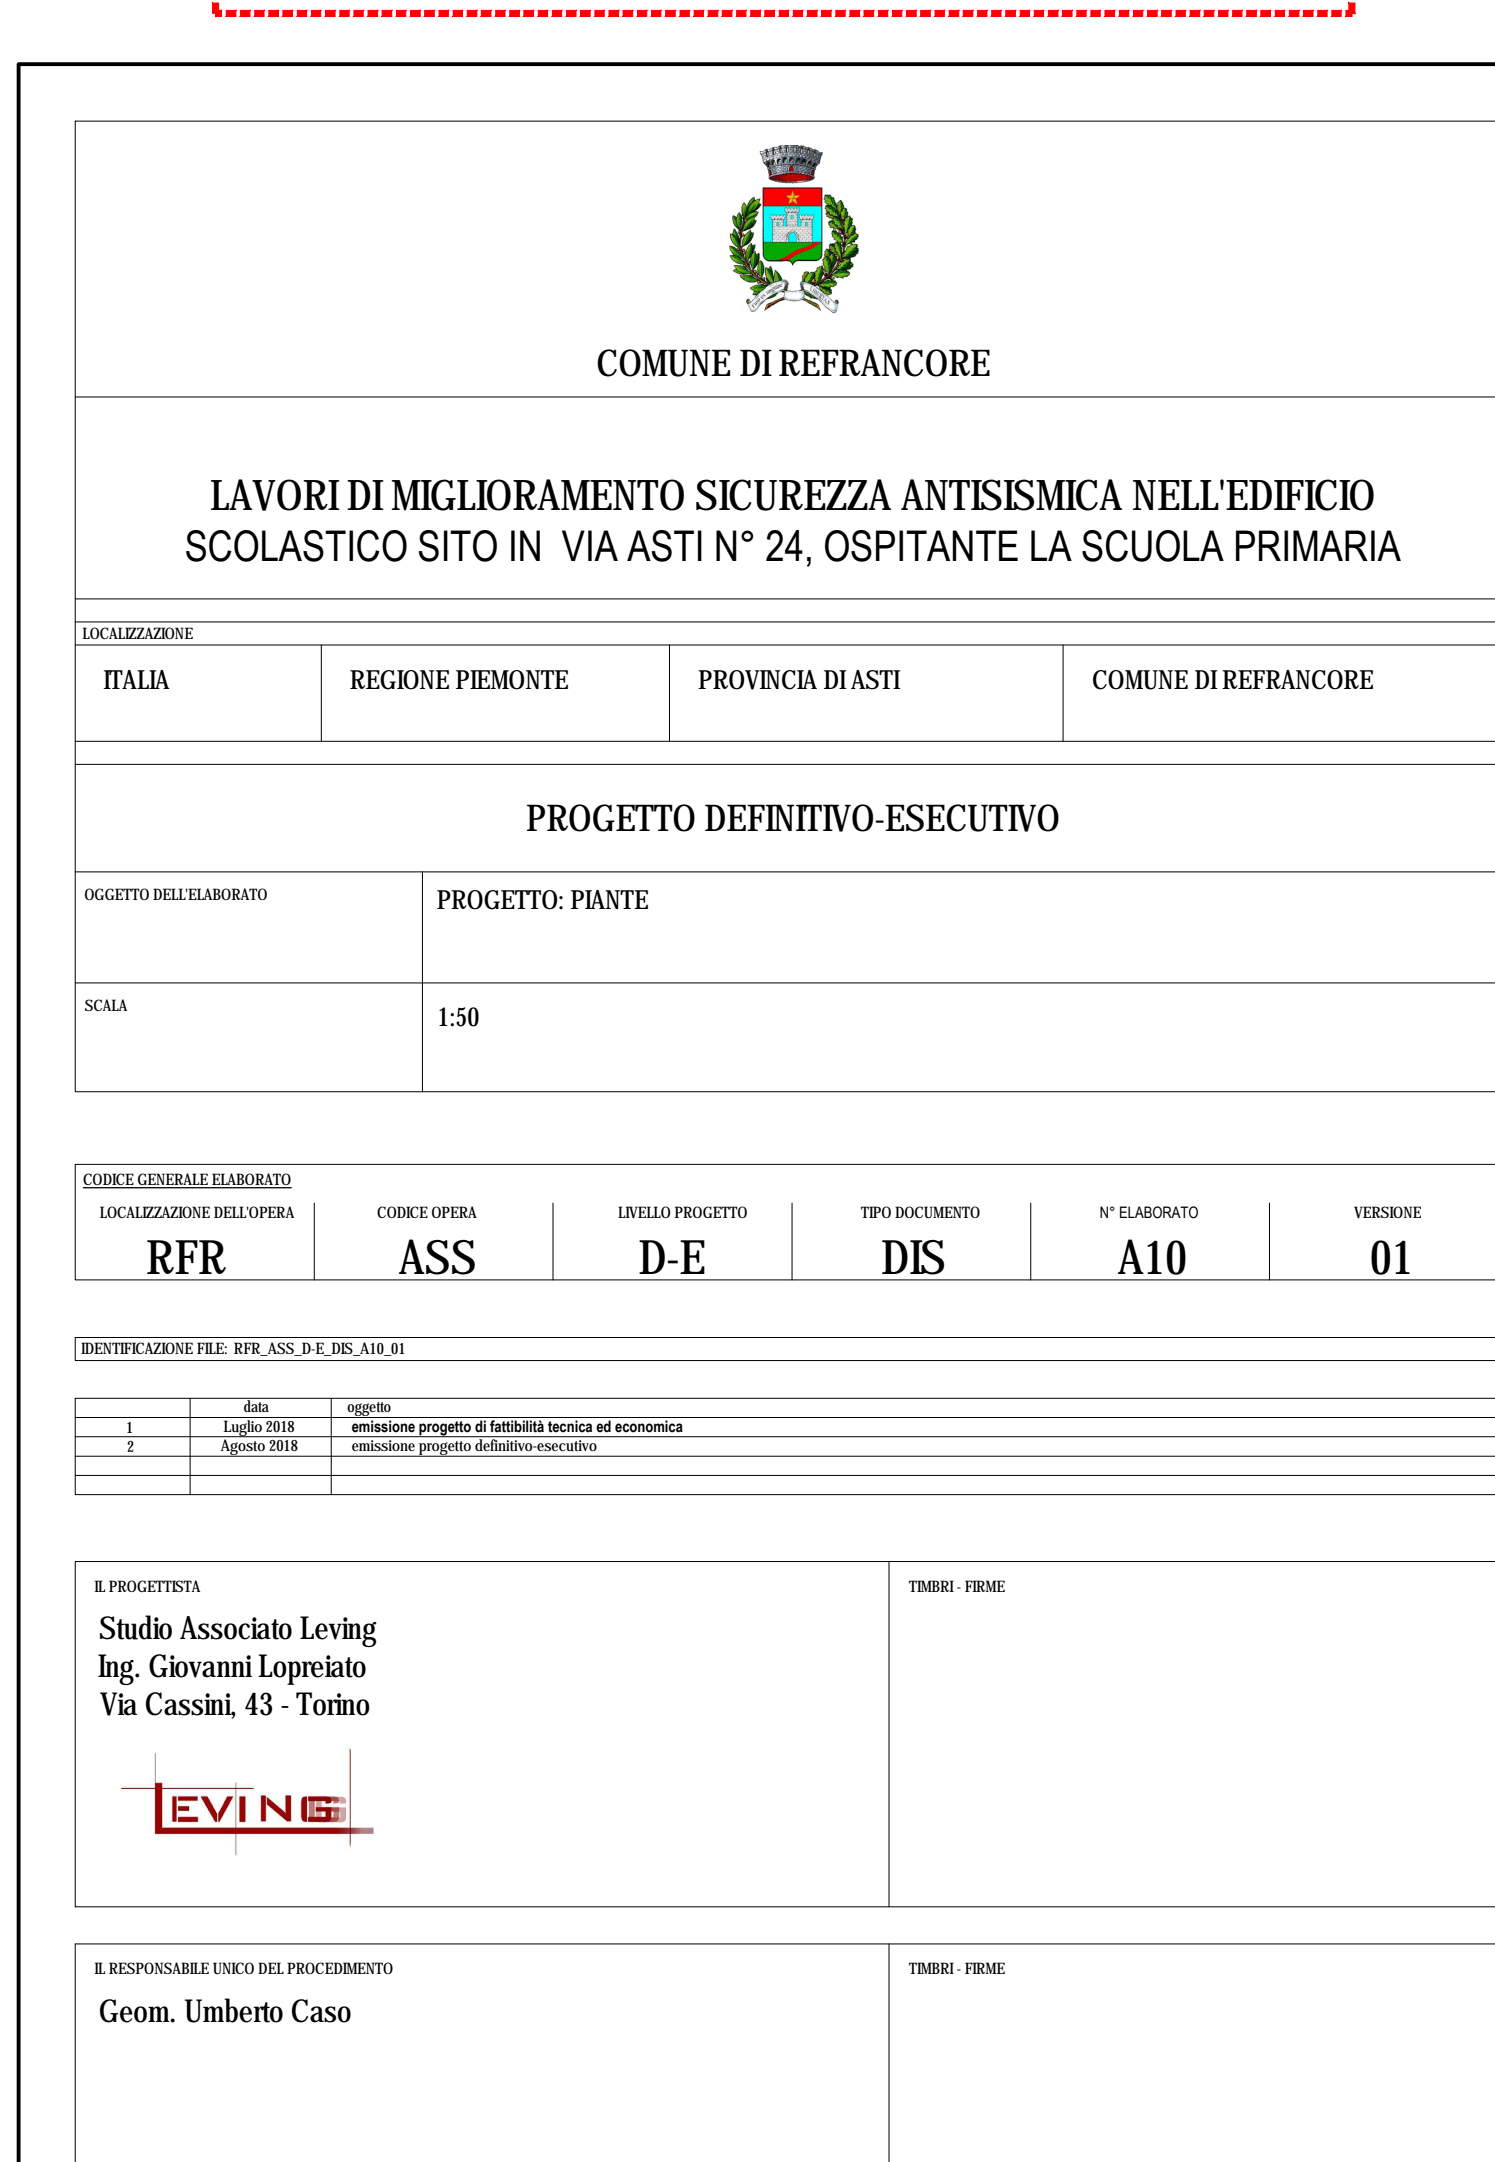 COMUNE DI REFRANCORE
LAVORI DI MIGLIORAMENTO SICUREZZA ANTISISMICA NELL'EDIFICIO
SCOLASTICO SITO IN VIA ASTI N° 24, OSPITANTE LA SCUOLA PRIMARIA
LOCALIZZAZIONE
ITALIA REGIONE PIEMONTE PROVINCIA DI ASTI COMUNE DI REFRANCORE
PROGETTO DEFINITIVO-ESECUTIVO
OGGETTO DELL'ELABORATO PROGETTO: PIANTE
SCALA 1:50
CODICE GENERALE ELABORATO
LOCALIZZAZIONE DELL'OPERA CODICE OPERA LIVELLO PROGETTO TIPO DOCUMENTO N° ELABORATO VERSIONE
RFR ASS D-E DIS A10 01
IDENTIFICAZIONE FILE: RFR_ASS_D-E_DIS_A10_01
data oggetto
1 Luglio 2018 emissione progetto di fattibilità tecnica ed economica
2 Agosto 2018 emissione progetto definitivo-esecutivo
IL PROGETTISTA TIMBRI - FIRME
Studio Associato Leving
Ing. Giovanni Lopreiato
Via Cassini, 43 - Torino
LEVING
IL RESPONSABILE UNICO DEL PROCEDIMENTO TIMBRI - FIRME
Geom. Umberto Caso